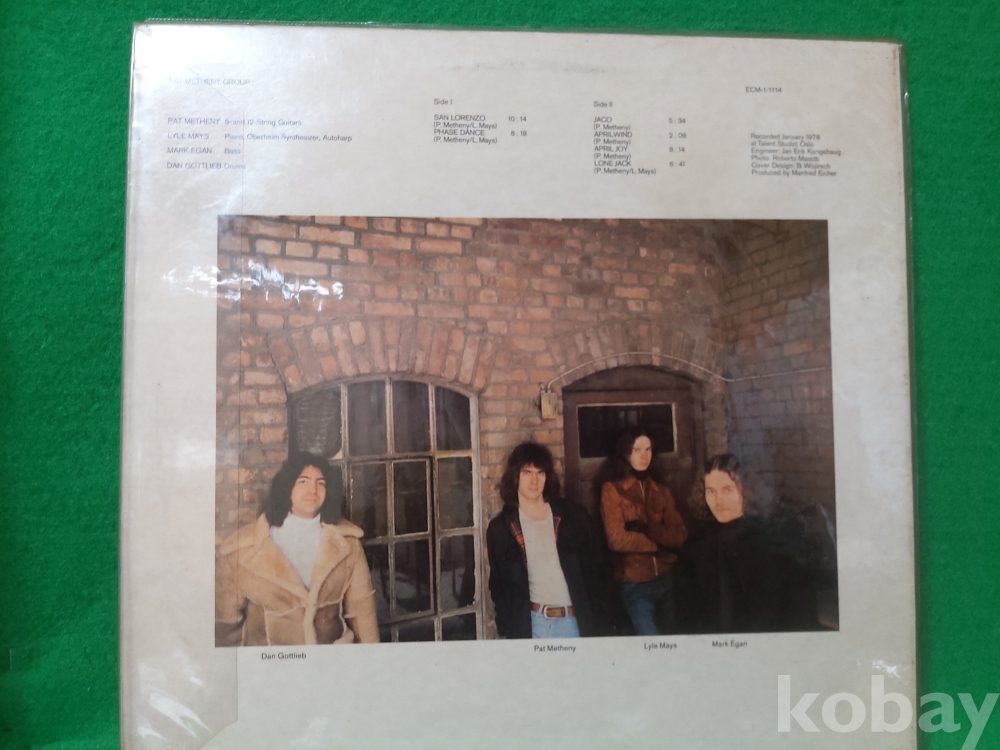 PAT METHENY GROUP
ECM-1-1114
PAT METHENY 6- and 12-String Guitars
LYLE MAYS Piano, Oberheim Synthesizer, Autoharp
MARK EGAN Bass
DAN GOTTLIEB Drums
Side I
SAN LORENZO 10:14
(P. Metheny/L. Mays)
PHASE DANCE 8:18
(P. Metheny/L. Mays)
Side II
JACO 5:34
(P. Metheny)
APRILWIND 2:09
(P. Metheny)
APRIL JOY 8:14
(P. Metheny)
LONEJACK 6:41
(P. Metheny/L. Mays)
Recorded January 1978
at Talent Studio, Oslo
Engineer: Jan Erik Kongshaug
Photo: Roberto Masotti
Cover Design: B. Wojirsch
Produced by Manfred Eicher
Dan Gottlieb
Pat Metheny
Lyle Mays
Mark Egan
kobay